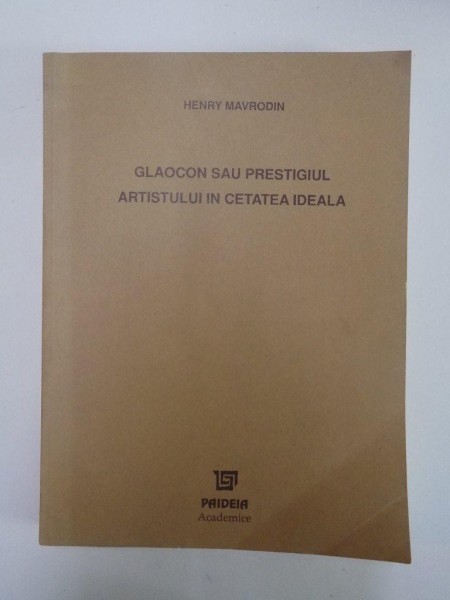 HENRY MAVRODIN
GLAOCON SAU PRESTIGIUL
ARTISTULUI IN CETATEA IDEALA
PAIDEIA
Academice